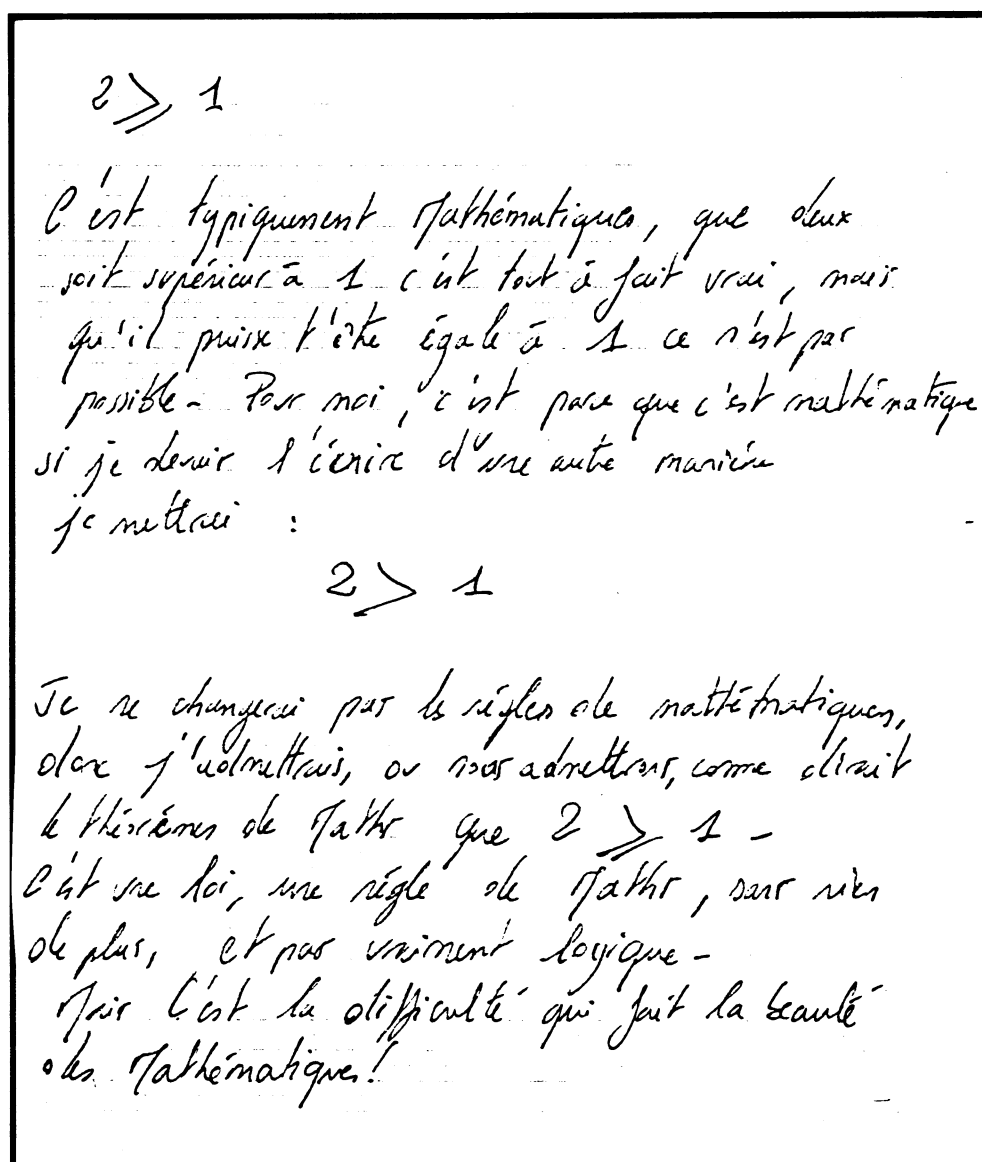 2 ⩾ 1
C'est typiquement Mathématiques, que deux
soit supérieur à 1 c'est tout à fait vrai, mais
qu'il puisse l'être égale à 1 ce n'est pas
possible - Pour moi, c'est parce que c'est mathématique
si je devais l'écrire d'une autre manière
je mettrai :
2 > 1
Je ne changerai pas les règles de mathématiques,
donc j'admettrais, ou nous admettrons, comme dirait
le théorèmes de Maths que 2 ⩾ 1 -
C'est une loi, une règle de Maths, sans rien
de plus, et pas vraiment logique -
Mais C'est la difficulté qui fait la beauté
des Mathématiques!